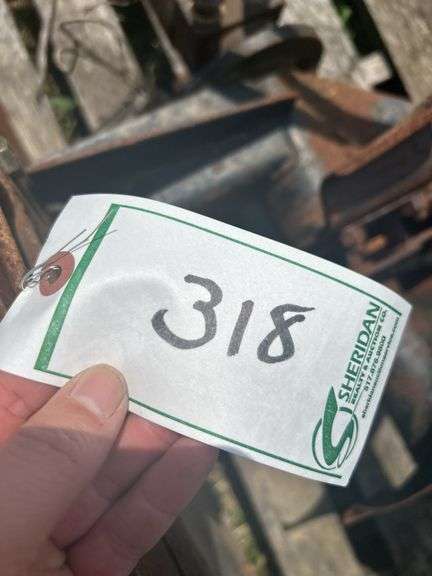 318
SHERIDAN
REALTY & AUCTION CO.